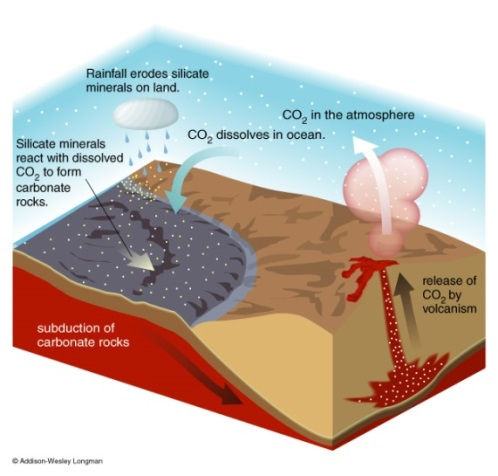 Rainfall erodes silicate
minerals on land.
CO2 in the atmosphere
CO2 dissolves in ocean.
Silicate minerals
react with dissolved
CO2 to form
carbonate
rocks.
release of
CO2 by
volcanism
subduction of
carbonate rocks
© Addison-Wesley Longman